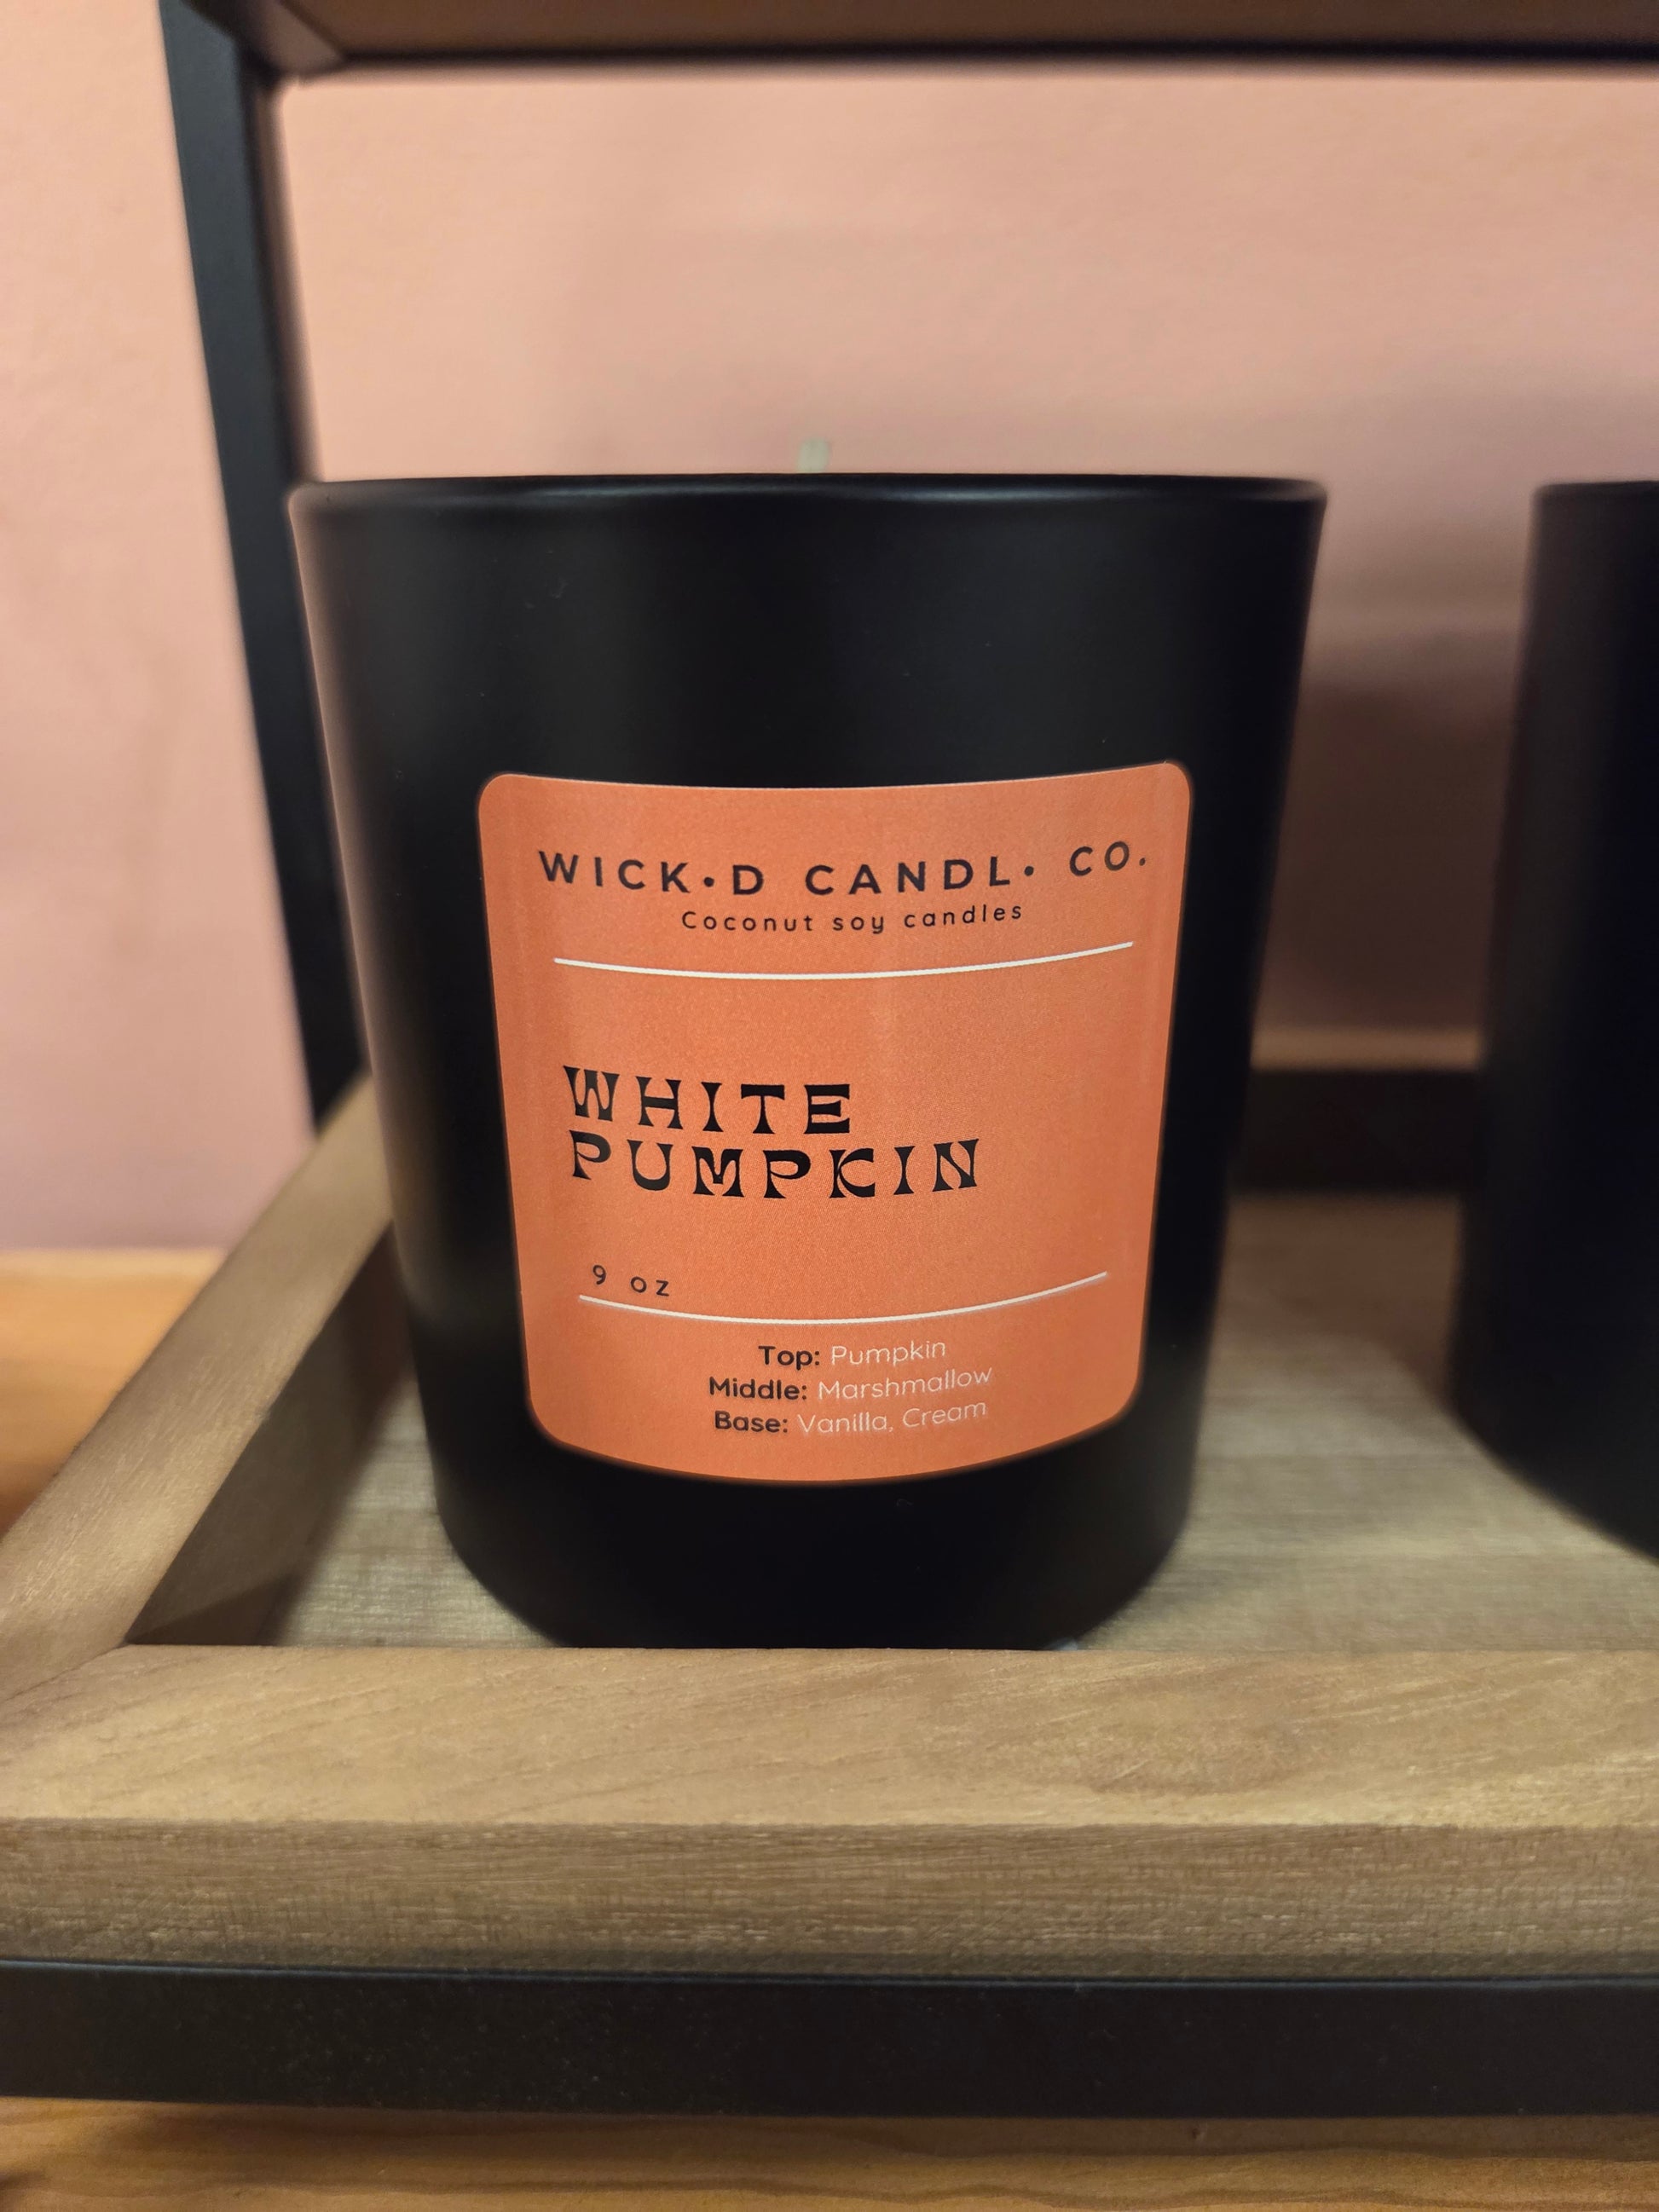 WICK•D CANDL• CO.
Coconut soy candles
WHITE
PUMPKIN
9 oz
Top: Pumpkin
Middle: Marshmallow
Base: Vanilla, Cream